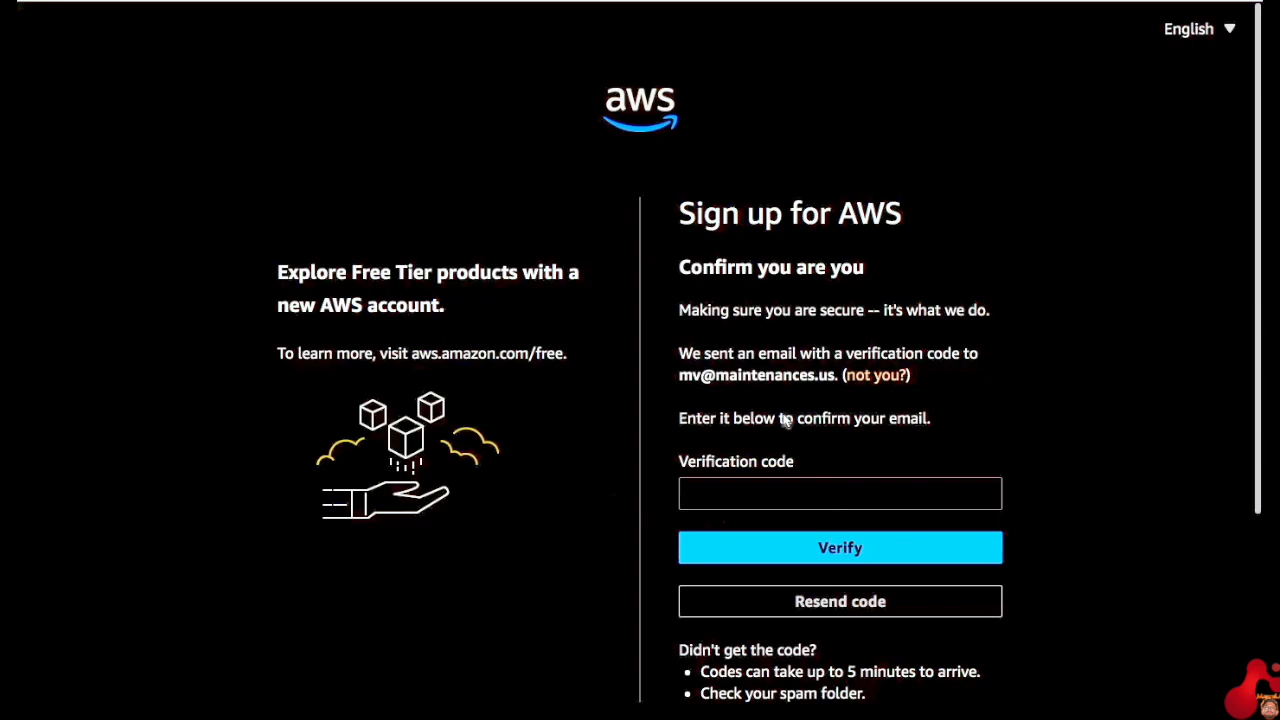 English
aws
Sign up for AWS
Explore Free Tier products with a
new AWS account.
To learn more, visit aws.amazon.com/free.
Confirm you are you
Making sure you are secure -- it's what we do.
We sent an email with a verification code to
mv@maintenances.us. (not you?)
Enter it below to confirm your email.
Verification code
Verify
Resend code
Didn't get the code?
• Codes can take up to 5 minutes to arrive.
• Check your spam folder.